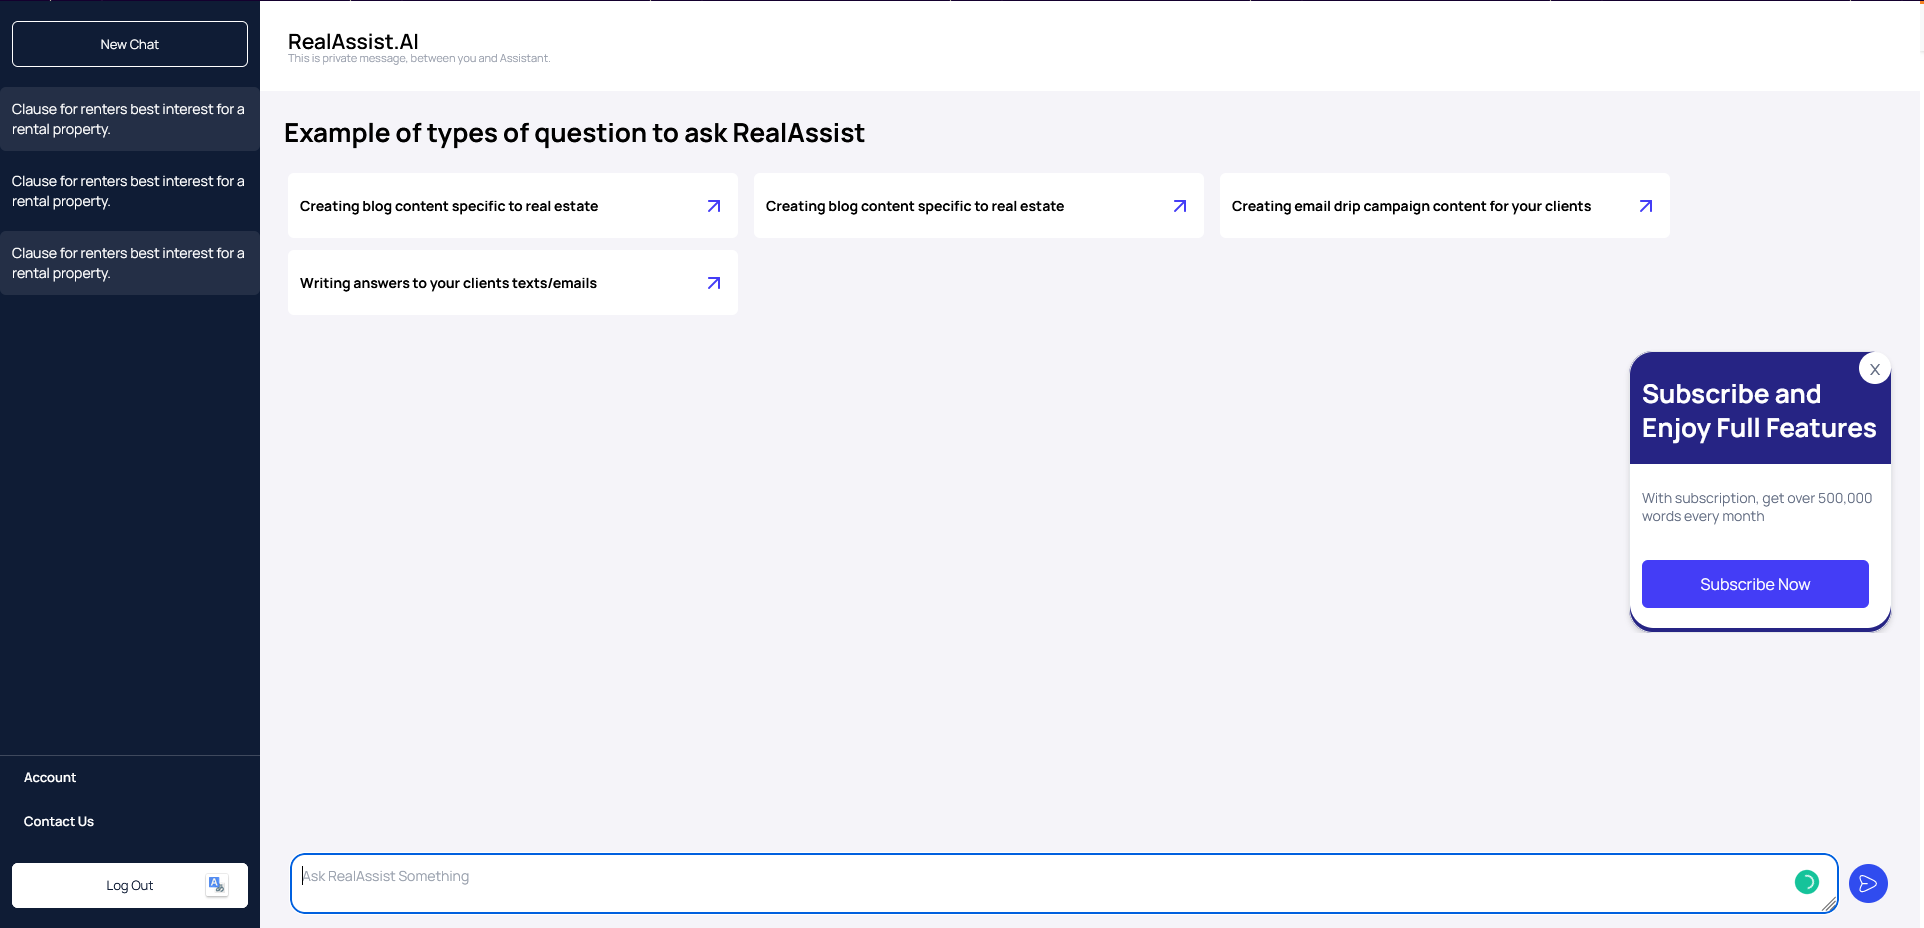 New Chat
Clause for renters best interest for a
rental property.
Clause for renters best interest for a
rental property.
Clause for renters best interest for a
rental property.
Account
Contact Us
Log Out
RealAssist.AI
This is private message, between you and Assistant.
Example of types of question to ask RealAssist
Creating blog content specific to real estate
Creating blog content specific to real estate
Creating email drip campaign content for your clients
Writing answers to your clients texts/emails
X
Subscribe and
Enjoy Full Features
With subscription, get over 500,000
words every month
Subscribe Now
Ask RealAssist Something